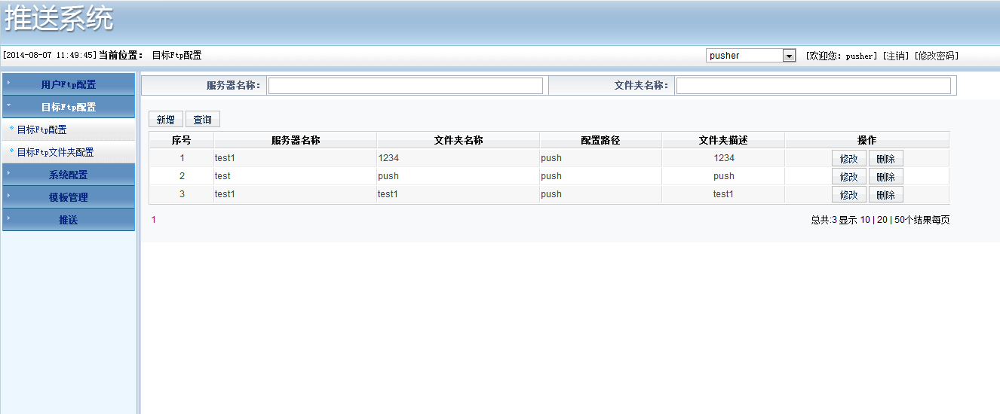 推送系统
[2014-08-07 11:49:45] 当前位置： 目标Ftp配置 pusher [欢迎您：pusher] [注销] [修改密码]
用户Ftp配置
目标Ftp配置
目标Ftp配置
目标Ftp文件夹配置
系统配置
模板管理
推送
服务器名称： 文件夹名称：
新增 查询
序号 服务器名称 文件夹名称 配置路径 文件夹描述 操作
1 test1 1234 push 1234 修改 删除
2 test push push push 修改 删除
3 test1 test1 push test1 修改 删除
1 总共:3 显示 10 | 20 | 50个结果每页